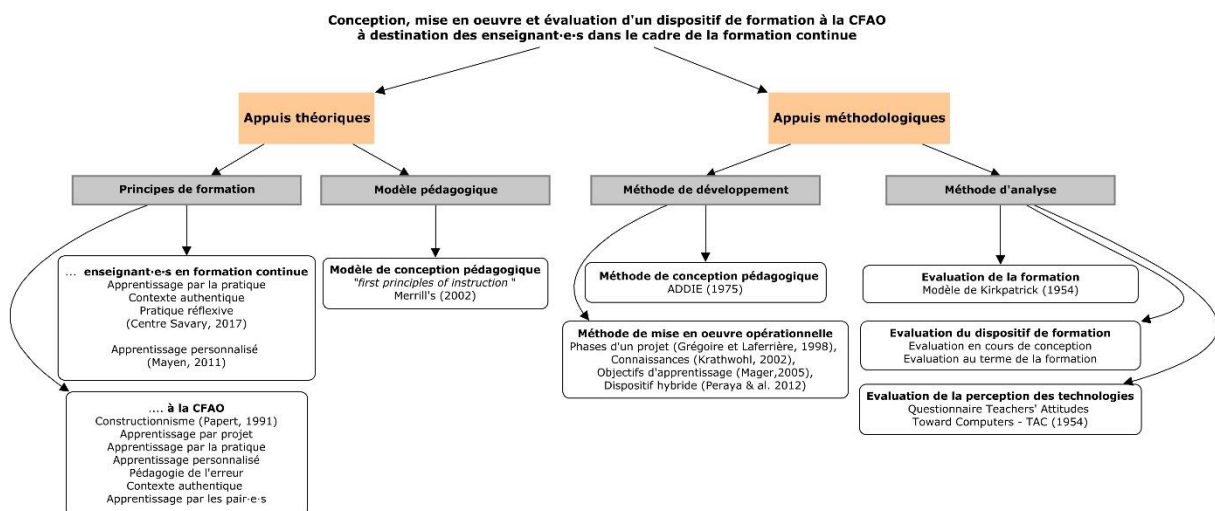 Conception, mise en oeuvre et évaluation d'un dispositif de formation à la CFAO
à destination des enseignant·e·s dans le cadre de la formation continue
Appuis théoriques
Appuis méthodologiques
Principes de formation
Modèle pédagogique
Méthode de développement
Méthode d'analyse
... enseignant·e·s en formation continue
Apprentissage par la pratique
Contexte authentique
Pratique réflexive
(Centre Savary, 2017)
Apprentissage personnalisé
(Mayen, 2011)
.... à la CFAO
Constructionnisme (Papert, 1991)
Apprentissage par projet
Apprentissage par la pratique
Apprentissage personnalisé
Pédagogie de l'erreur
Contexte authentique
Apprentissage par les pair·e·s
Modèle de conception pédagogique
"first principles of instruction "
Merrill's (2002)
Méthode de conception pédagogique
ADDIE (1975)
Méthode de mise en oeuvre opérationnelle
Phases d'un projet (Grégoire et Laferrière, 1998),
Connaissances (Krathwohl, 2002),
Objectifs d'apprentissage (Mager,2005),
Dispositif hybride (Peraya & al. 2012)
Evaluation de la formation
Modèle de Kirkpatrick (1954)
Evaluation du dispositif de formation
Evaluation en cours de conception
Evaluation au terme de la formation
Evaluation de la perception des technologies
Questionnaire Teachers' Attitudes
Toward Computers - TAC (1954)